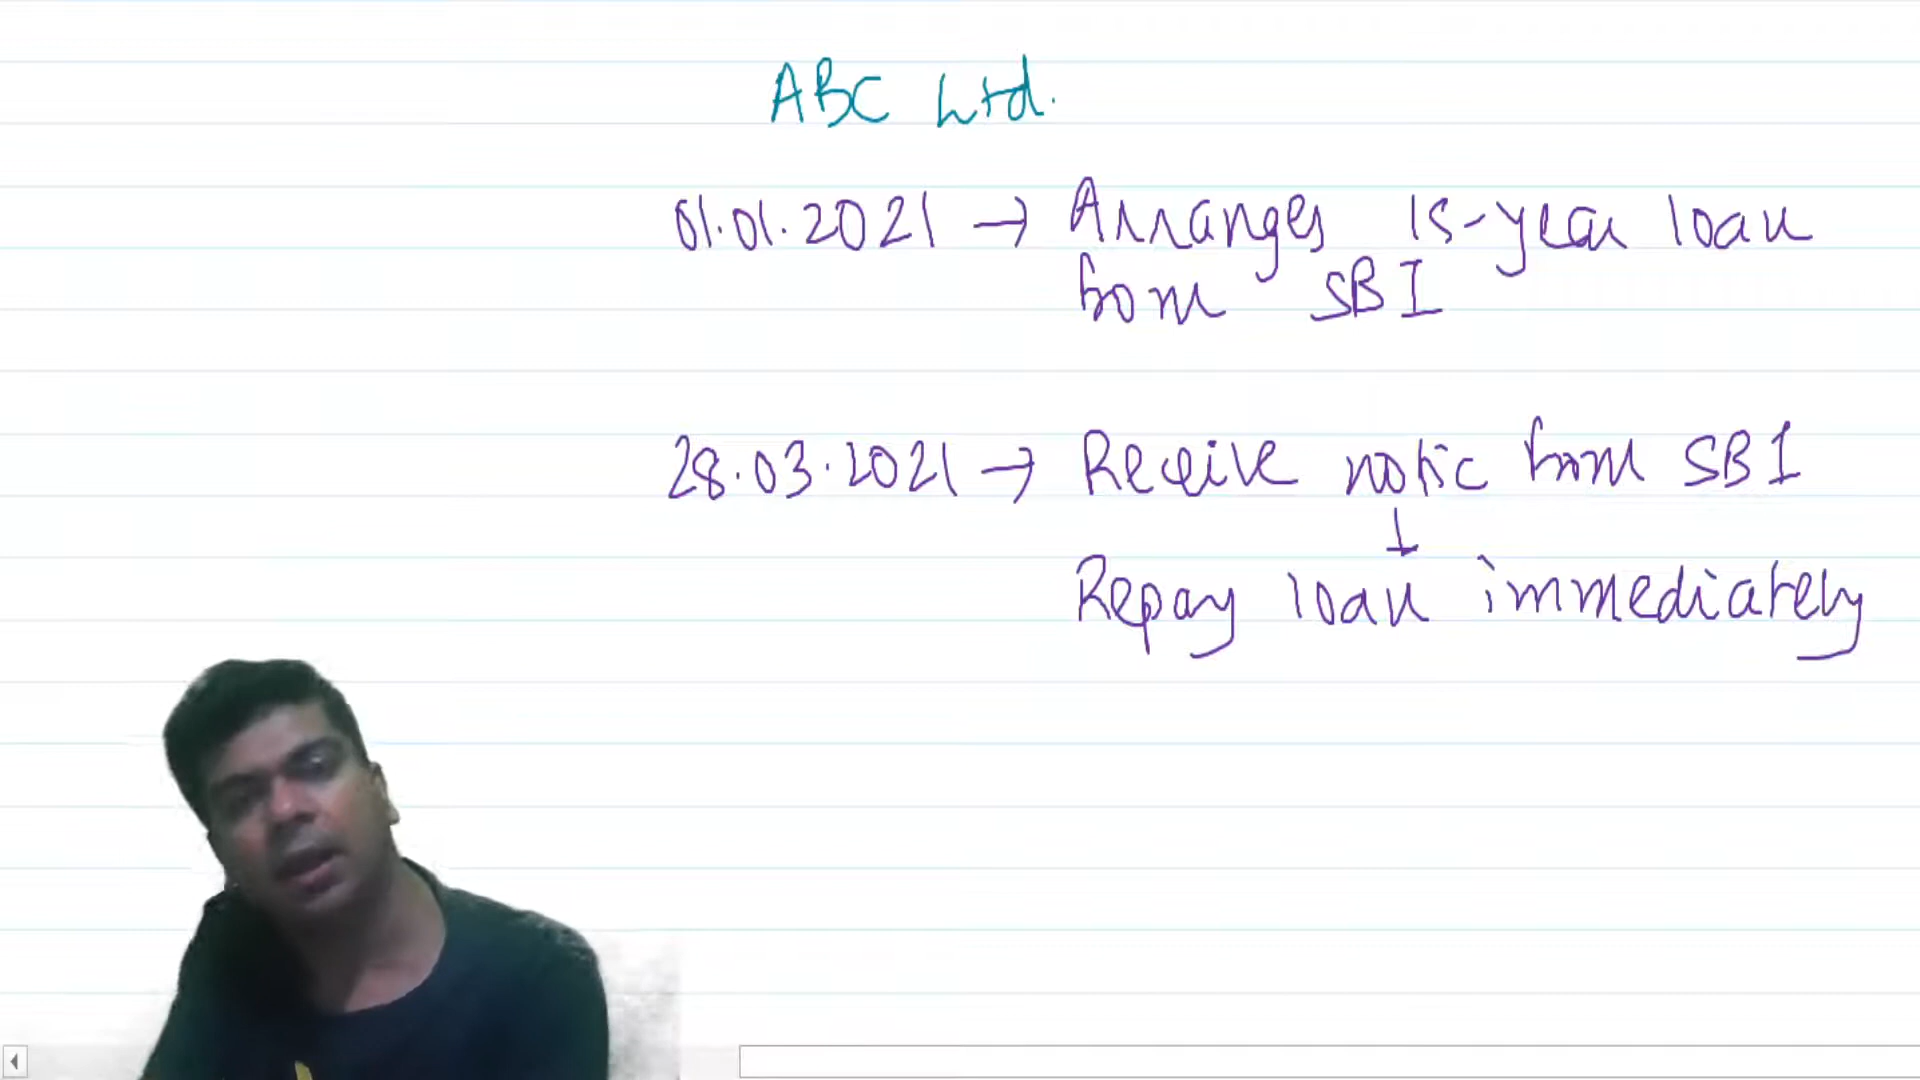 ABC Ltd.
01.01.2021 → Arranges 15-year loan
from SBI
28.03.2021 → Receive notic from SBI
↓
Repay loan immediately